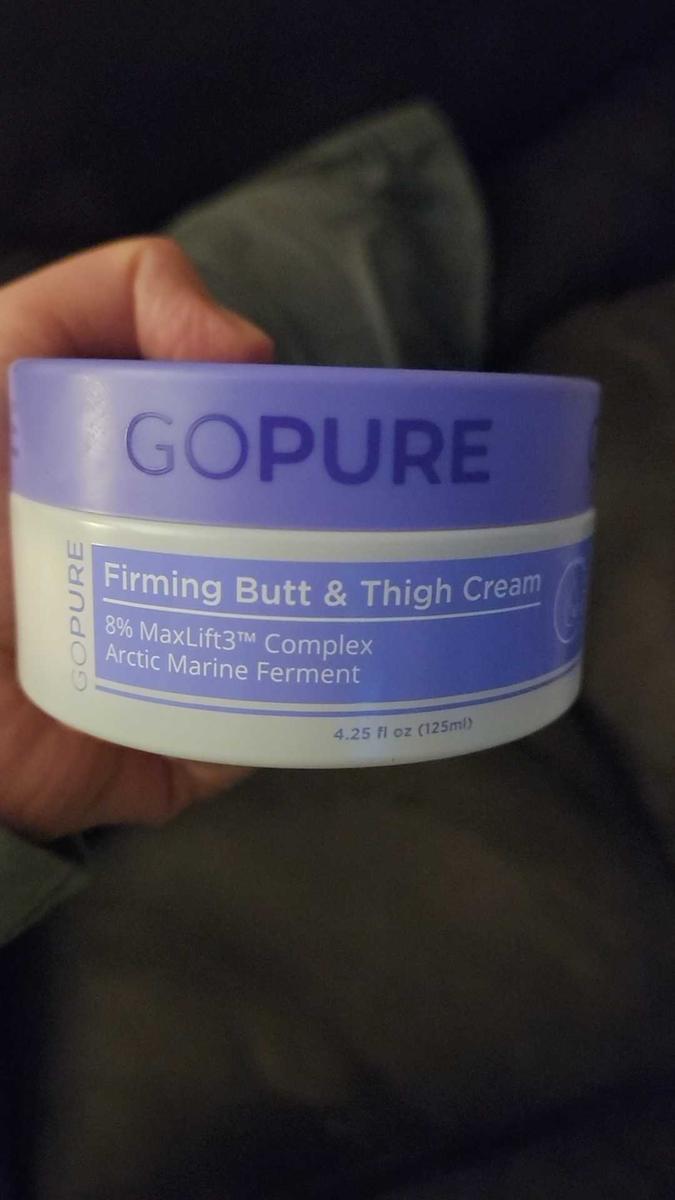 GOPURE
GOPURE
Firming Butt & Thigh Cream
8% MaxLift3™ Complex
Arctic Marine Ferment
4.25 fl oz (125ml)